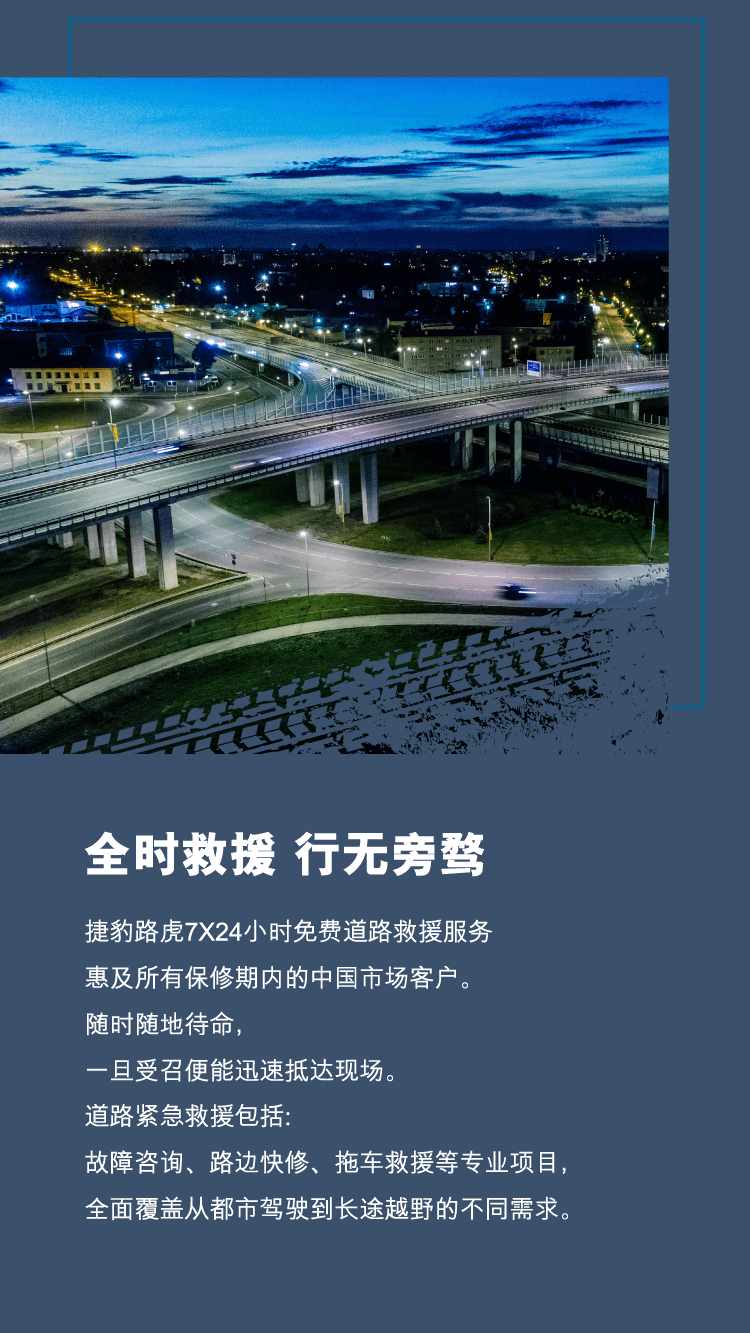 全时救援 行无旁骛
捷豹路虎7X24小时免费道路救援服务
惠及所有保修期内的中国市场客户。
随时随地待命，
一旦受召便能迅速抵达现场。
道路紧急救援包括:
故障咨询、路边快修、拖车救援等专业项目，
全面覆盖从都市驾驶到长途越野的不同需求。